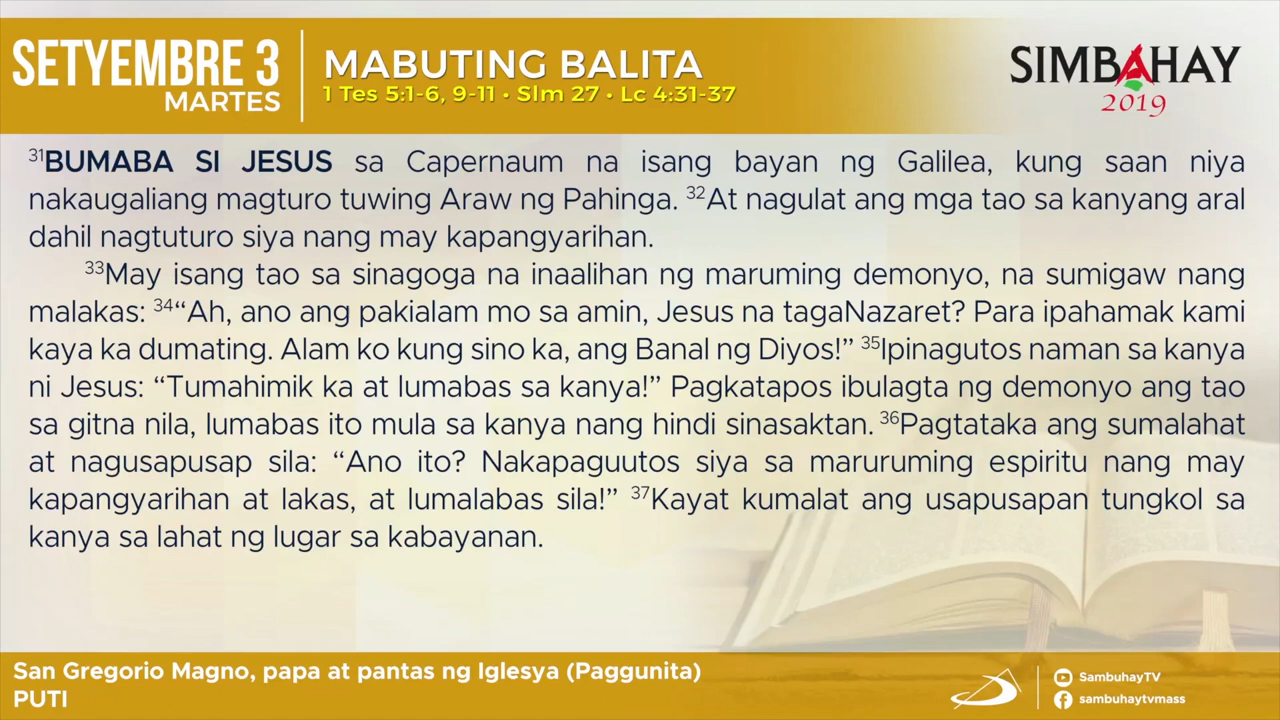 SETYEMBRE 3
MARTES
MABUTING BALITA
1 Tes 5:1-6, 9-11 • Slm 27 • Lc 4:31-37
SIMBAHAY
2019
³¹BUMABA SI JESUS sa Capernaum na isang bayan ng Galilea, kung saan niya
nakaugaliang magturo tuwing Araw ng Pahinga. ³²At nagulat ang mga tao sa kanyang aral
dahil nagtuturo siya nang may kapangyarihan.
³³May isang tao sa sinagoga na inaalihan ng maruming demonyo, na sumigaw nang
malakas: ³⁴“Ah, ano ang pakialam mo sa amin, Jesus na tagaNazaret? Para ipahamak kami
kaya ka dumating. Alam ko kung sino ka, ang Banal ng Diyos!” ³⁵Ipinagutos naman sa kanya
ni Jesus: “Tumahimik ka at lumabas sa kanya!” Pagkatapos ibulagta ng demonyo ang tao
sa gitna nila, lumabas ito mula sa kanya nang hindi sinasaktan. ³⁶Pagtataka ang sumalahat
at nagusapusap sila: “Ano ito? Nakapaguutos siya sa maruruming espiritu nang may
kapangyarihan at lakas, at lumalabas sila!” ³⁷Kayat kumalat ang usapusapan tungkol sa
kanya sa lahat ng lugar sa kabayanan.
San Gregorio Magno, papa at pantas ng Iglesya (Paggunita)
PUTI
SambuhayTV
sambuhaytvmass